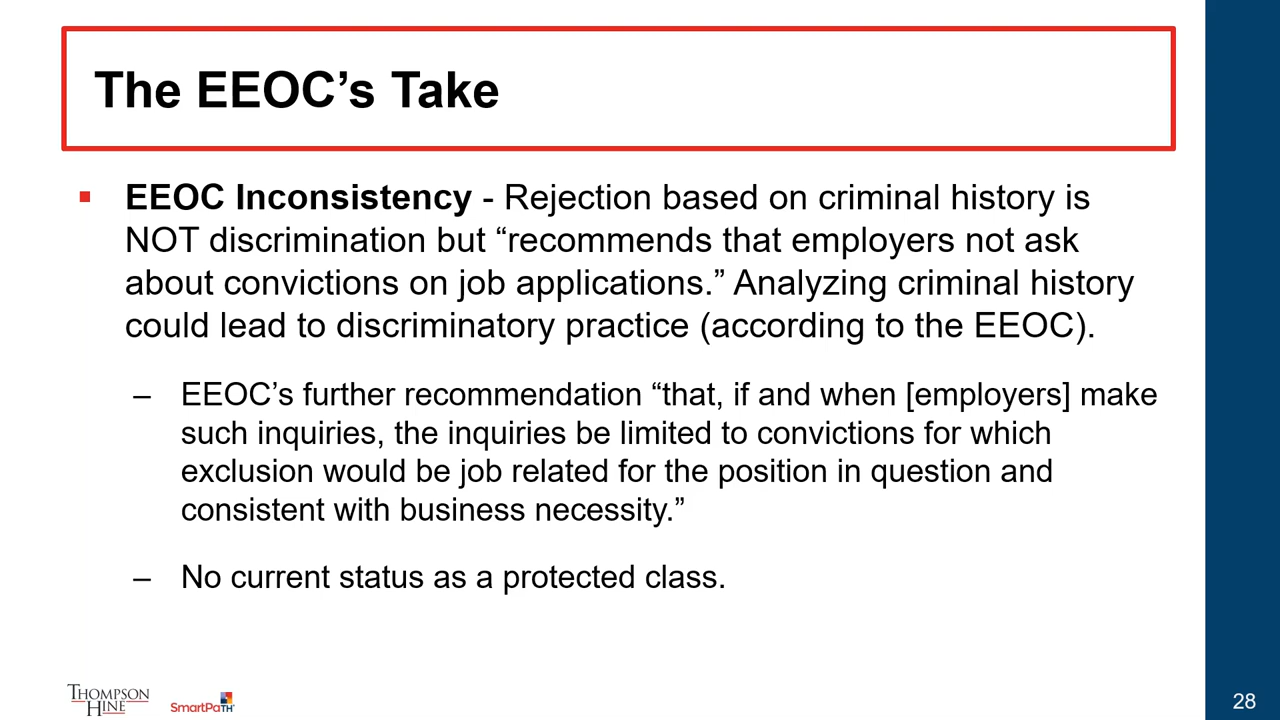 The EEOC’s Take
▪ EEOC Inconsistency - Rejection based on criminal history is
NOT discrimination but “recommends that employers not ask
about convictions on job applications.” Analyzing criminal history
could lead to discriminatory practice (according to the EEOC).
– EEOC’s further recommendation “that, if and when [employers] make
such inquiries, the inquiries be limited to convictions for which
exclusion would be job related for the position in question and
consistent with business necessity.”
– No current status as a protected class.
THOMPSON
HINE
SmartPaTH
28